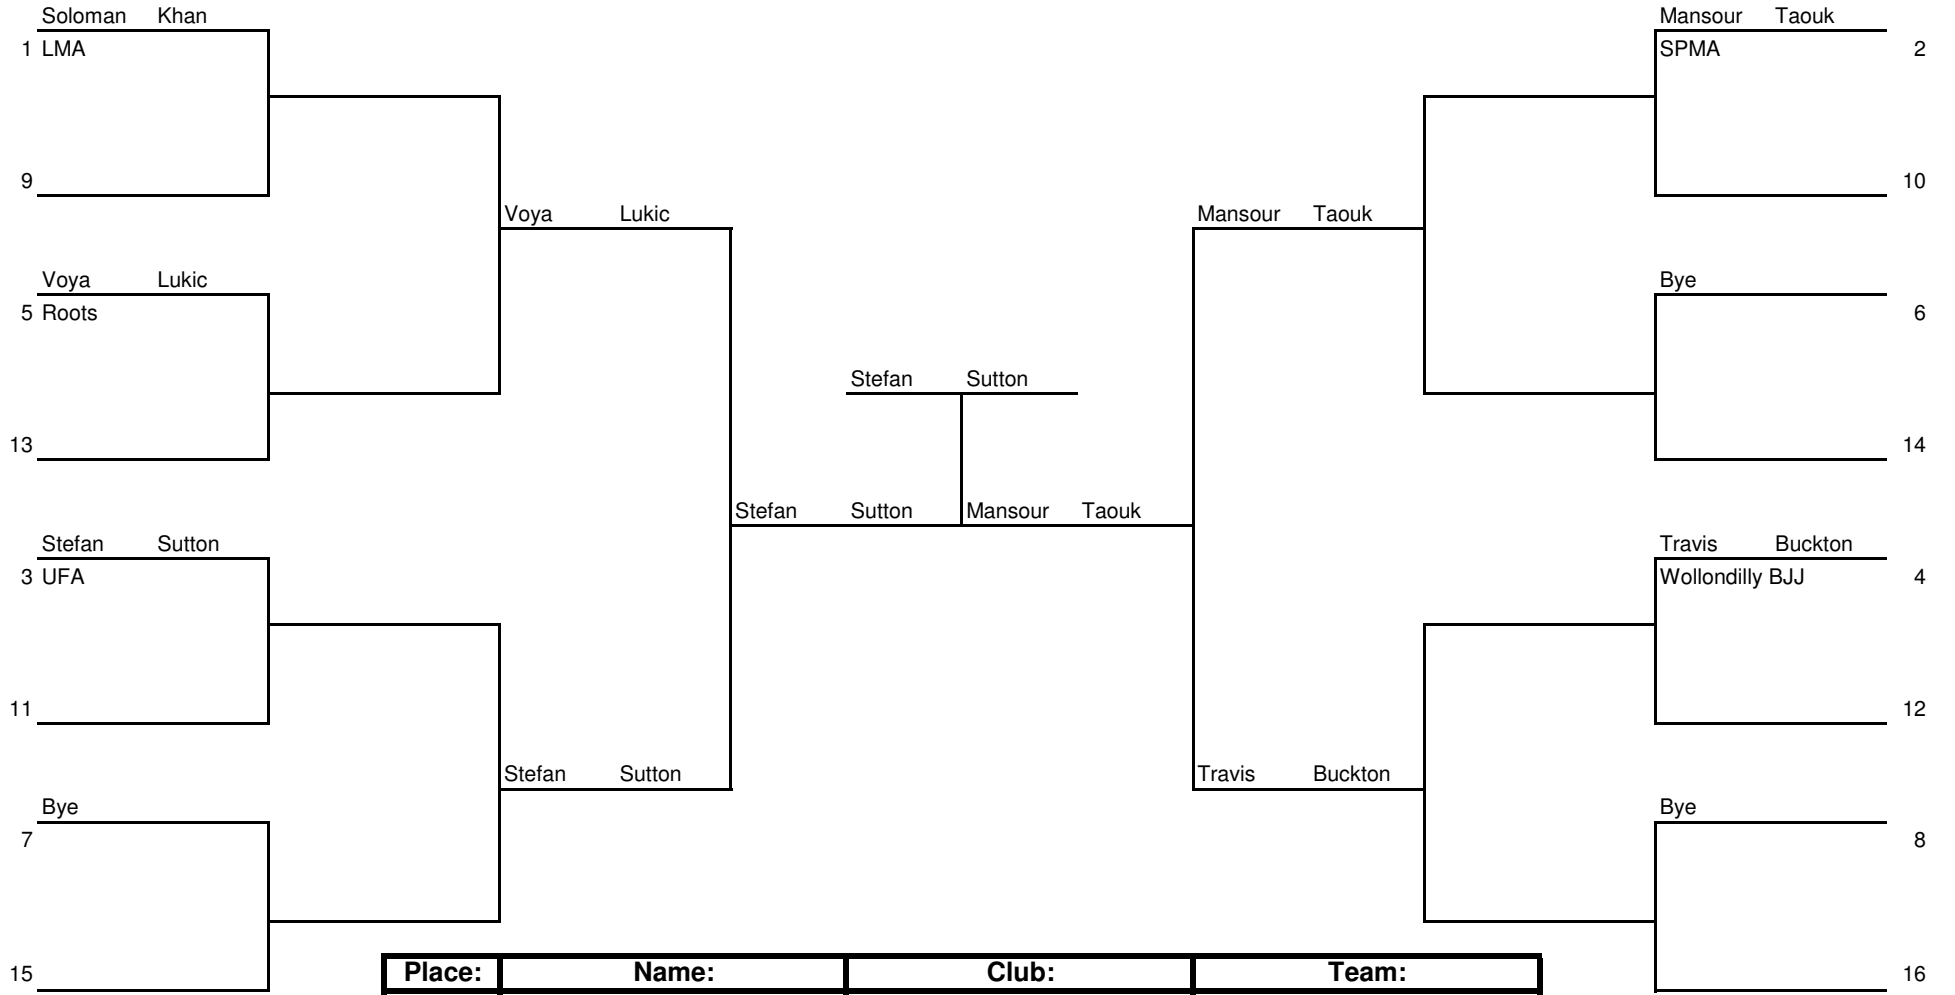 Soloman Khan
1 LMA
9
Voya Lukic
5 Roots
13
Stefan Sutton
3 UFA
11
Bye
7
15
Voya Lukic
Stefan Sutton
Stefan Sutton
Stefan Sutton
Mansour Taouk
Mansour Taouk
Travis Buckton
Mansour Taouk
SPMA 2
10
Bye
6
14
Travis Buckton
Wollondilly BJJ 4
12
Bye
8
16
Place: Name: Club: Team: